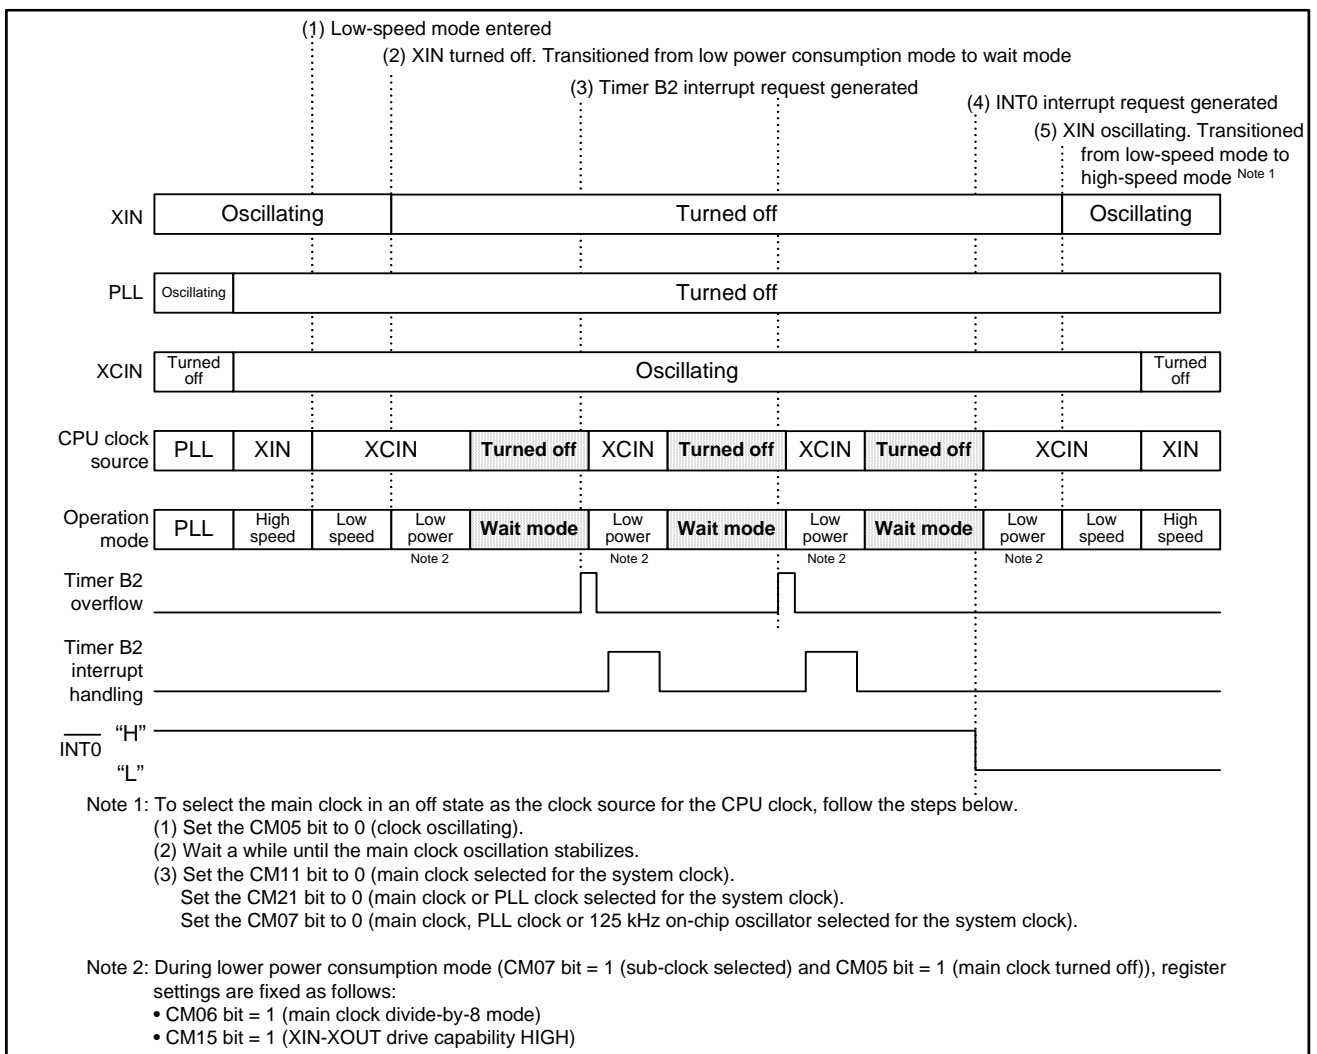 (1) Low-speed mode entered
(2) XIN turned off. Transitioned from low power consumption mode to wait mode
(3) Timer B2 interrupt request generated
(4) INT0 interrupt request generated
(5) XIN oscillating. Transitioned
from low-speed mode to
high-speed mode Note 1
XIN Oscillating Turned off Oscillating
PLL Oscillating Turned off
XCIN Turned off Oscillating Turned off
CPU clock
source PLL XIN XCIN Turned off XCIN Turned off XCIN Turned off XCIN XIN
Operation
mode PLL High speed Low speed Low power Wait mode Low power Wait mode Low power Wait mode Low power Low speed High speed
Note 2 Note 2 Note 2 Note 2
Timer B2
overflow
Timer B2
interrupt
handling
INT0 “H”
“L”
Note 1: To select the main clock in an off state as the clock source for the CPU clock, follow the steps below.
(1) Set the CM05 bit to 0 (clock oscillating).
(2) Wait a while until the main clock oscillation stabilizes.
(3) Set the CM11 bit to 0 (main clock selected for the system clock).
Set the CM21 bit to 0 (main clock or PLL clock selected for the system clock).
Set the CM07 bit to 0 (main clock, PLL clock or 125 kHz on-chip oscillator selected for the system clock).
Note 2: During lower power consumption mode (CM07 bit = 1 (sub-clock selected) and CM05 bit = 1 (main clock turned off)), register
settings are fixed as follows:
• CM06 bit = 1 (main clock divide-by-8 mode)
• CM15 bit = 1 (XIN-XOUT drive capability HIGH)